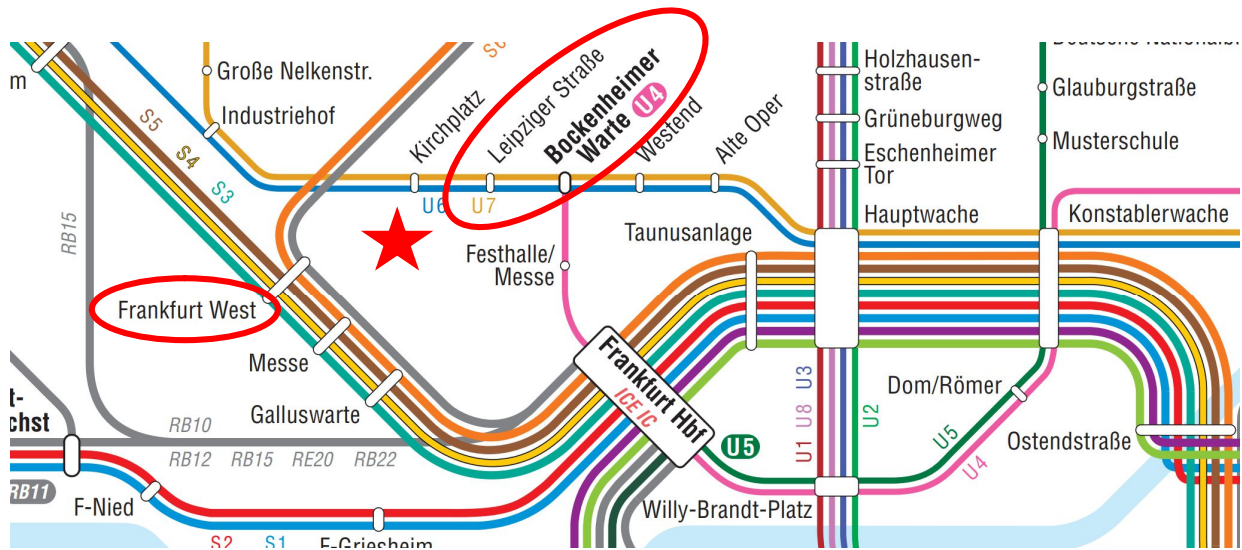 Große Nelkenstr.
Industriehof
m
S5
S4
S3
S6
Kirchplatz
Leipziger Straße
Bockenheimer
Warte U4
Westend
Alte Oper
U6
U7
Holzhausen-
straße
Grüneburgweg
Eschenheimer
Tor
Hauptwache
Glauburgstraße
Musterschule
Konstablerwache
RB15
Taunusanlage
Festhalle/
Messe
Frankfurt West
Messe
Galluswarte
Frankfurt Hbf
ICE IC
U5
U3
U1 U8
U2
Dom/Römer
U5
U4
Ostendstraße
Willy-Brandt-Platz
t-
chst
RB10
RB12 RB15 RE20 RB22
RB11
F-Nied
S2 S1
F-Griesheim